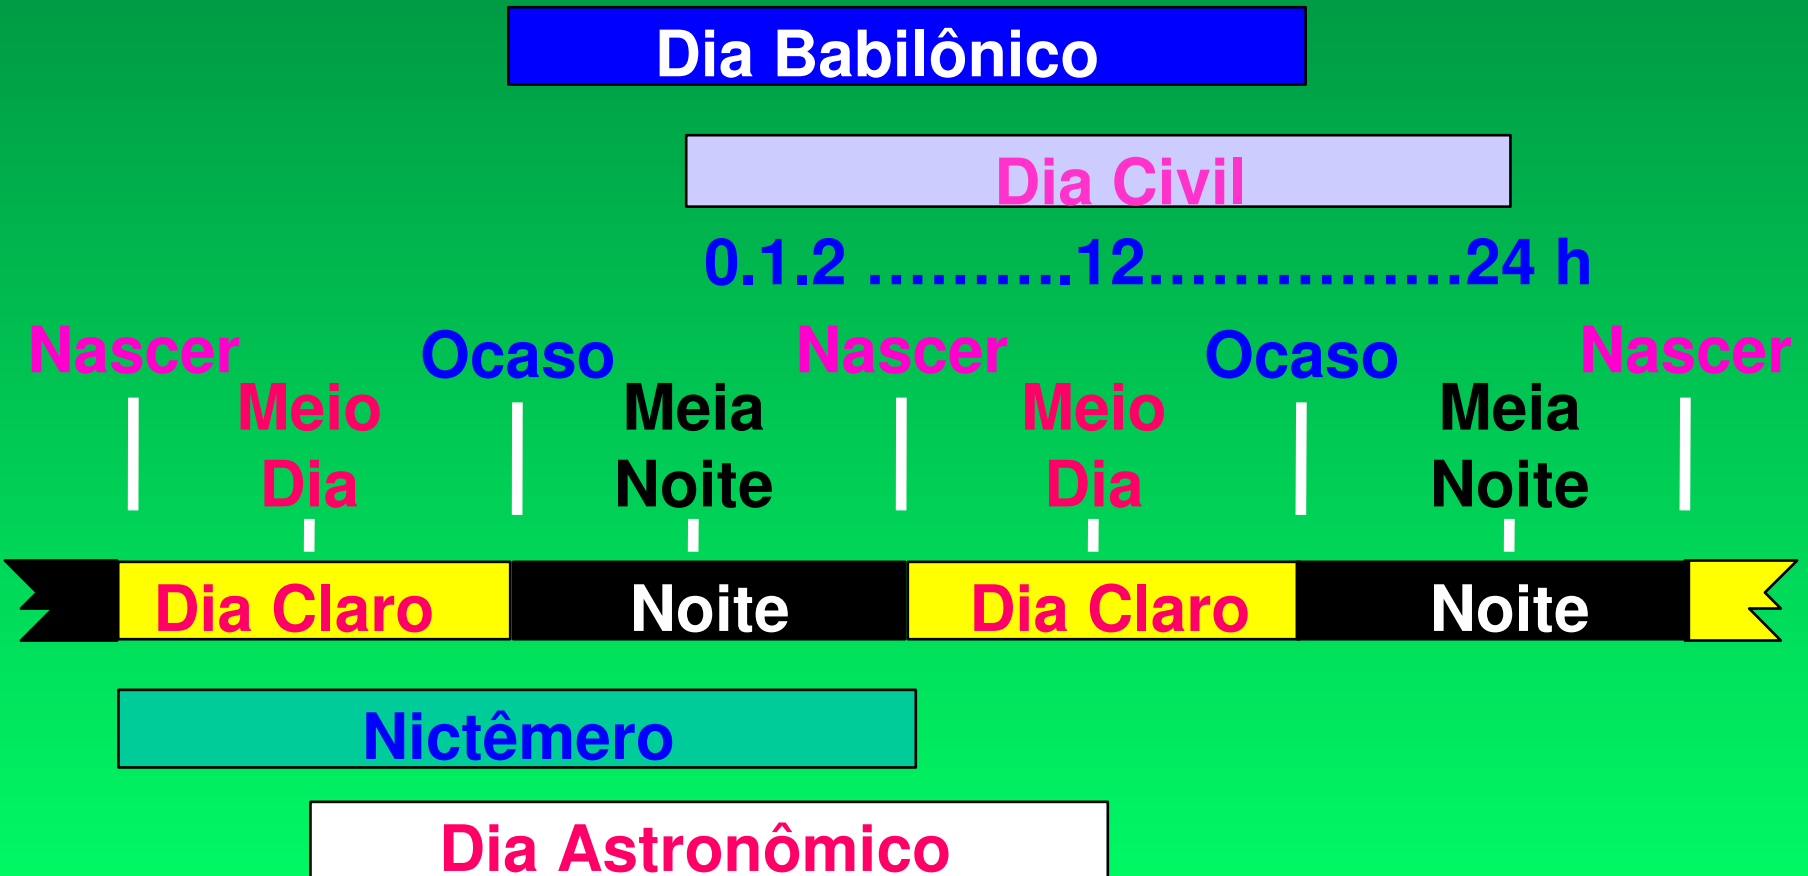 Dia Babilônico
Dia Civil
0.1.2 ..........12...............24 h
Nascer Ocaso Nascer Ocaso Nascer
Meio Meia Meio Meia
Dia Noite Dia Noite
Dia Claro Noite Dia Claro Noite
Nictêmero
Dia Astronômico